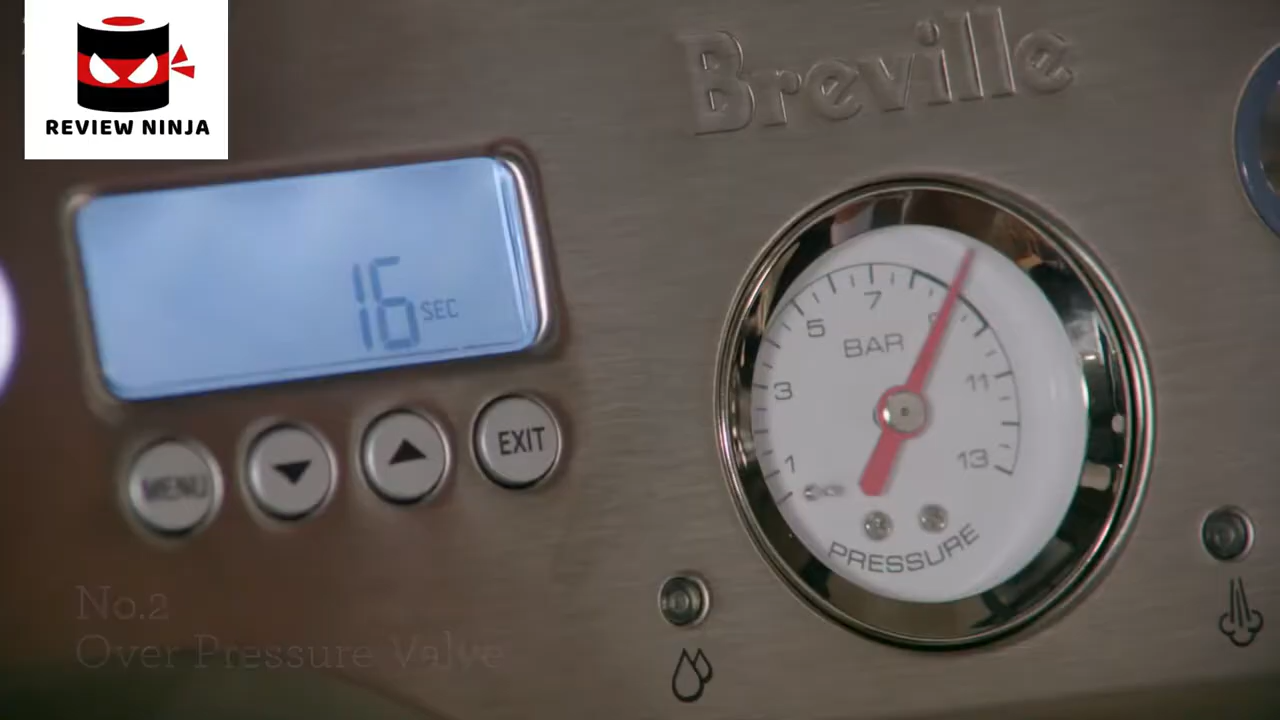 REVIEW NINJA
Breville
16 SEC
MENU
EXIT
1
3
5
7
9
11
13
BAR
PRESSURE
No.2
Over Pressure Valve